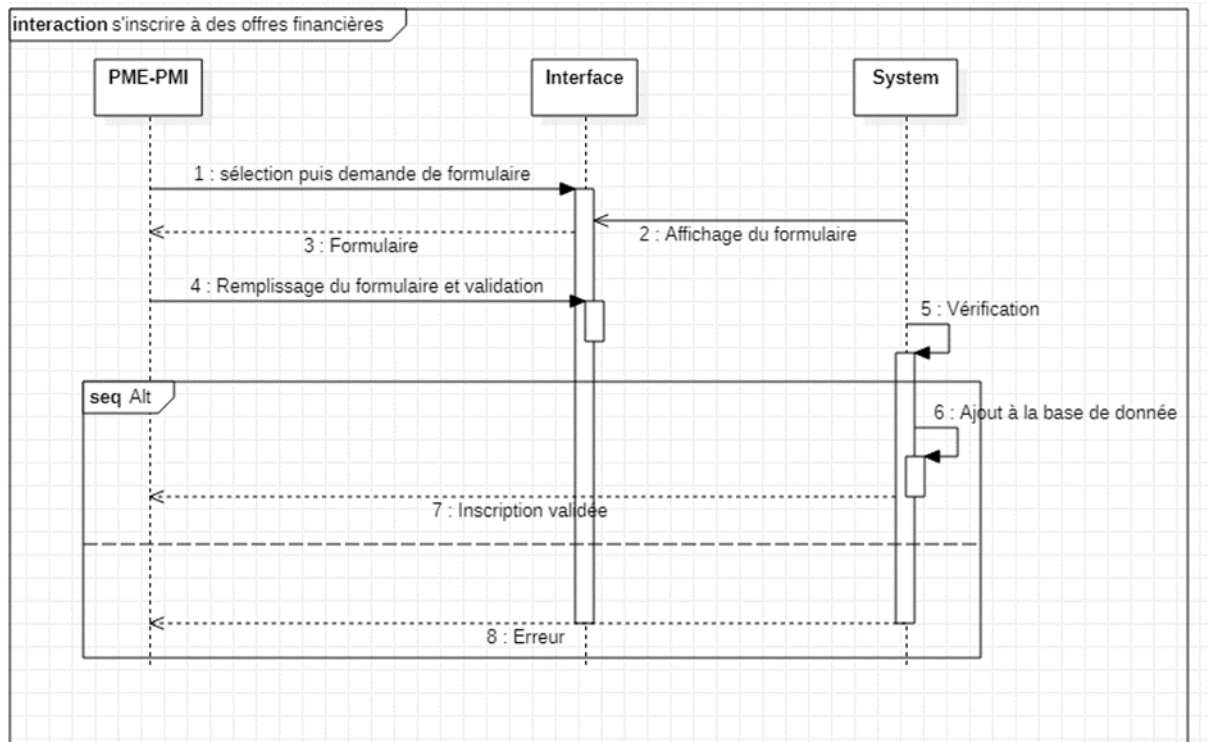 interaction s'inscrire à des offres financières
PME-PMI
Interface
System
1 : sélection puis demande de formulaire
2 : Affichage du formulaire
3 : Formulaire
4 : Remplissage du formulaire et validation
5 : Vérification
seq Alt
6 : Ajout à la base de donnée
7 : Inscription validée
8 : Erreur